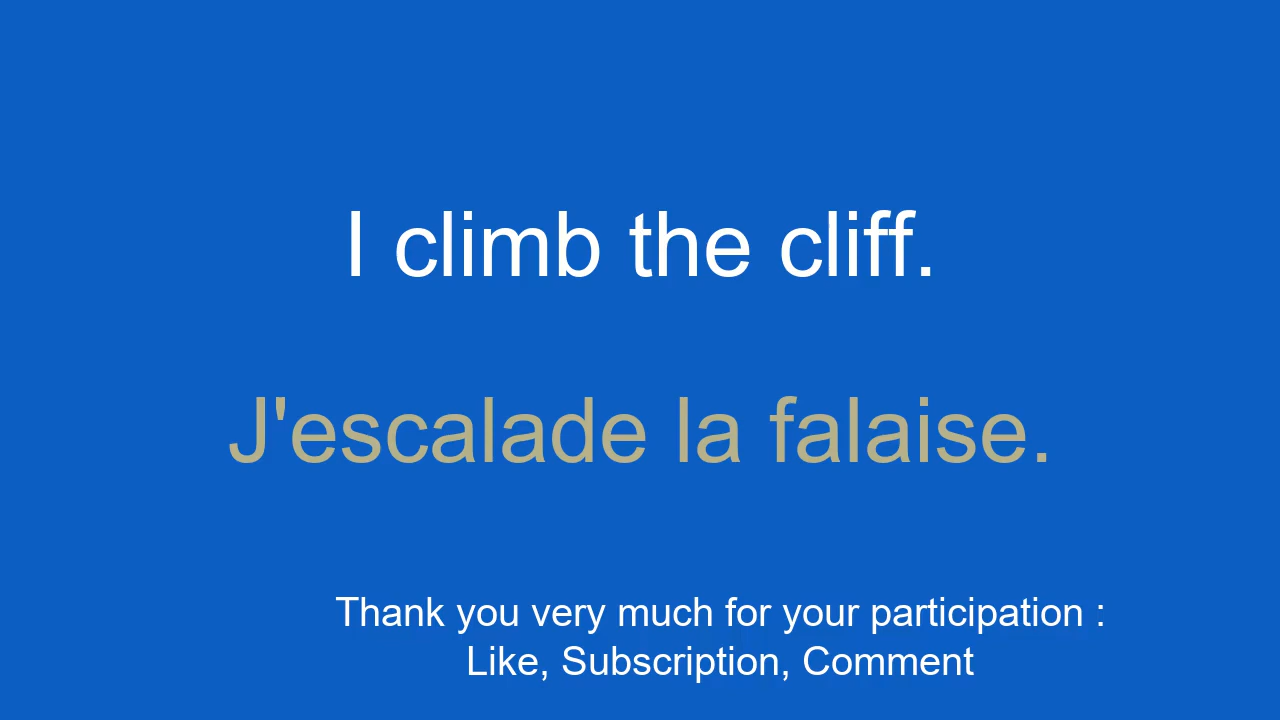 I climb the cliff.
J'escalade la falaise.
Thank you very much for your participation :
Like, Subscription, Comment